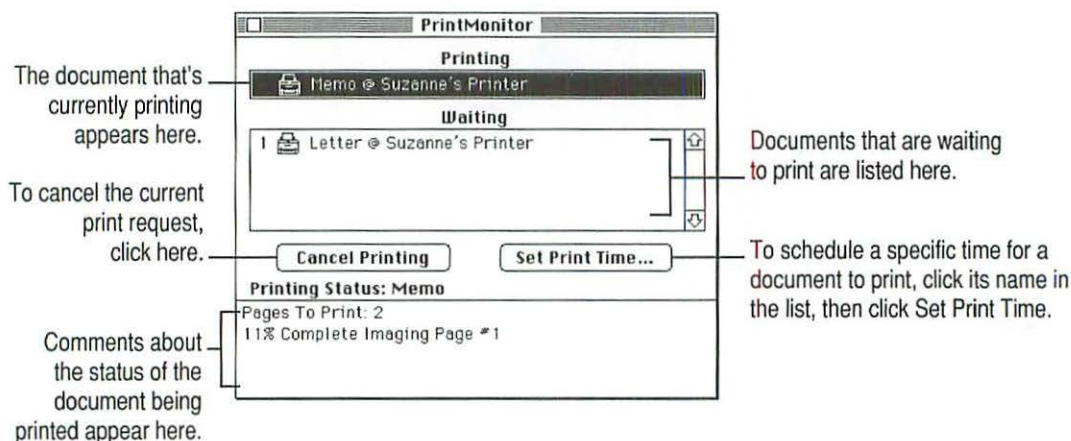 PrintMonitor
Printing
Memo @ Suzanne's Printer
Waiting
1 Letter @ Suzanne's Printer
Cancel Printing
Set Print Time...
Printing Status: Memo
Pages To Print: 2
11% Complete Imaging Page #1
The document that's
currently printing
appears here.
To cancel the current
print request,
click here.
Comments about
the status of the
document being
printed appear here.
Documents that are waiting
to print are listed here.
To schedule a specific time for a
document to print, click its name in
the list, then click Set Print Time.